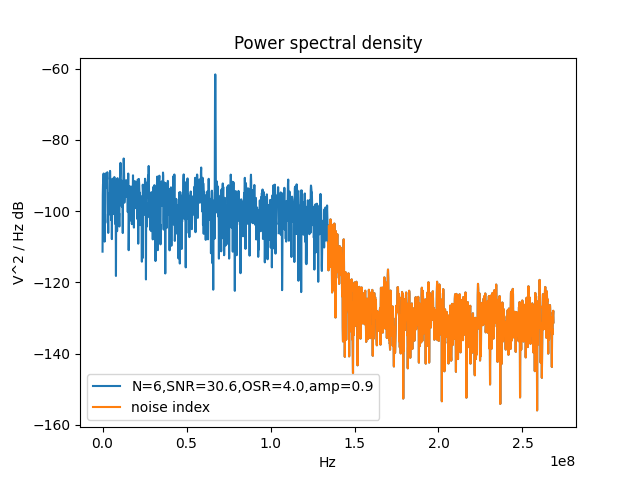 Power spectral density
V^2 / Hz dB
−60
−80
−100
−120
−140
−160
N=6,SNR=30.6,OSR=4.0,amp=0.9
noise index
0.0 0.5 1.0 1.5 2.0 2.5
1e8
Hz